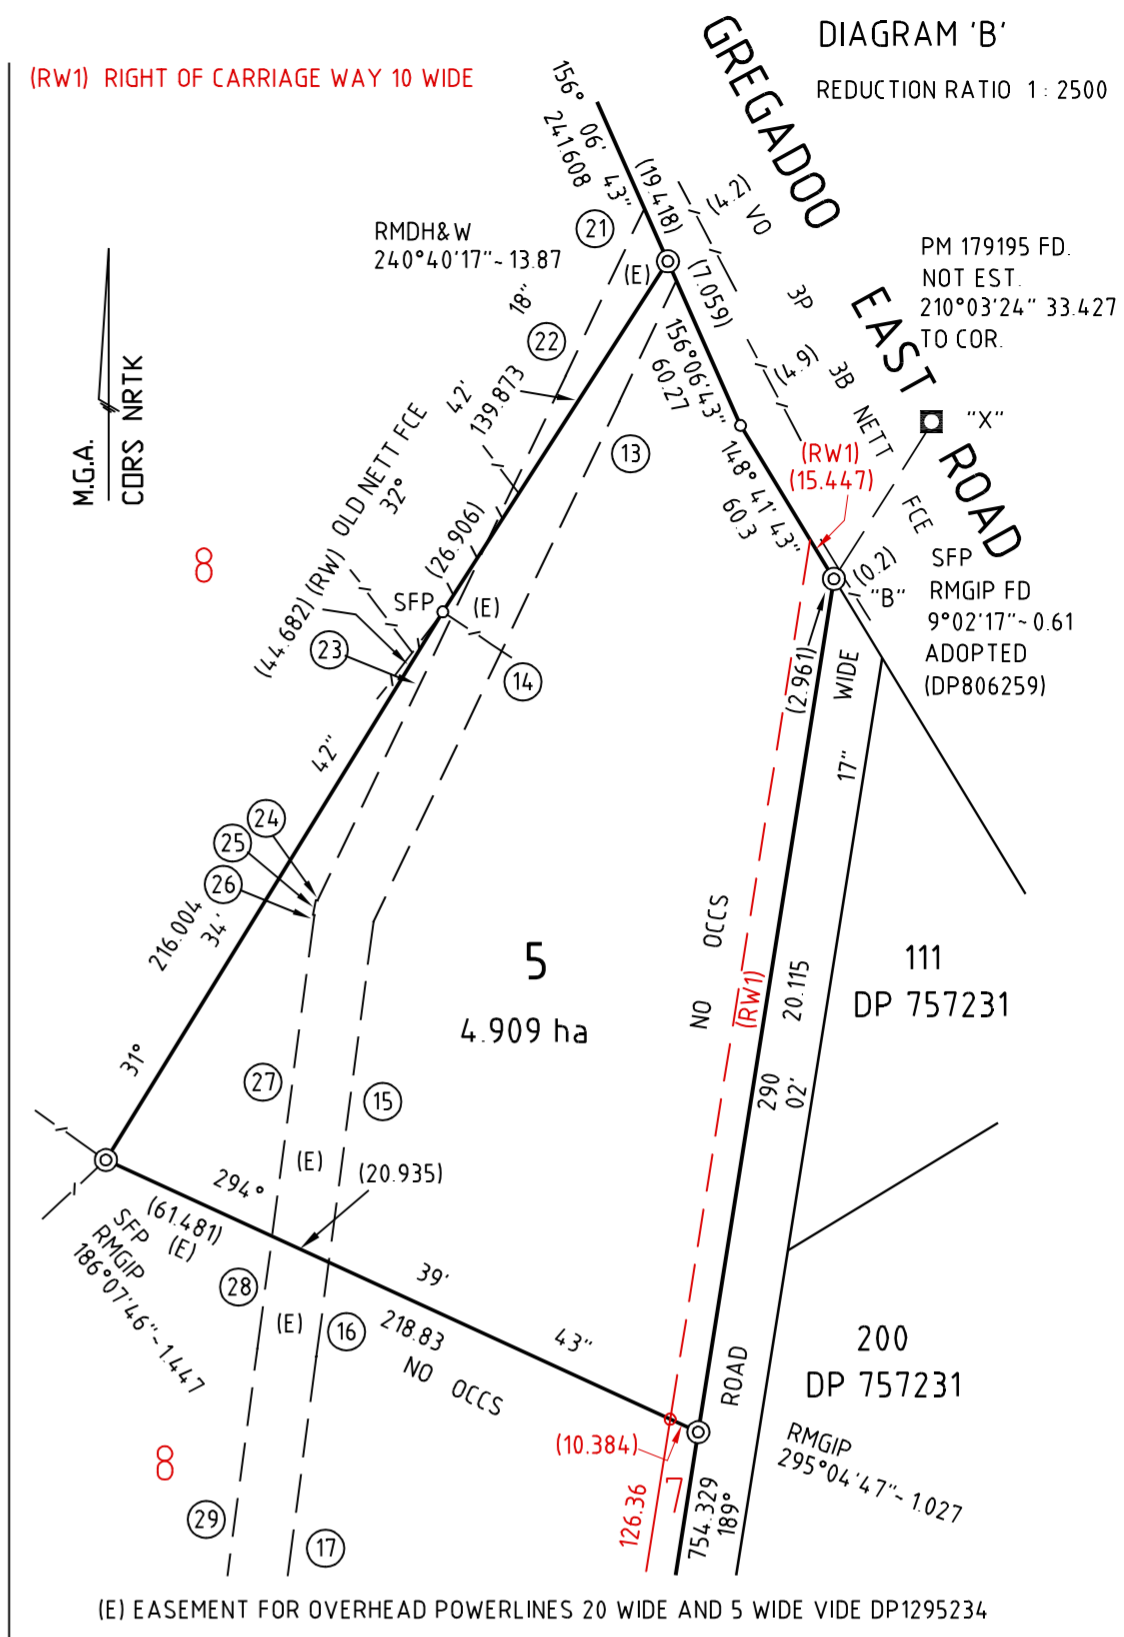 DIAGRAM 'B'
REDUCTION RATIO 1 : 2500
(RW1) RIGHT OF CARRIAGE WAY 10 WIDE
GREGADOO
EAST
ROAD
156° 06' 43"
241.608
(19.418)
(4.2) VO
21
RMDH&W
240°40'17"~13.87
(E)
(7.059)
3P
PM 179195 FD.
NOT EST.
210°03'24" 33.427
TO COR.
M.G.A.
CORS NRTK
18"
22
156°06'43"
60.27
(4.9)
3B
NETT
FCE
"X"
42'
139.873
OLD NETT FCE
32°
13
(RW1)
(15.447)
148° 41' 43"
60.3
8
(26.906)
(44.682) (RW)
SFP
(E)
(0.2)
"B"
SFP
RMGIP FD
9°02'17"~0.61
ADOPTED
(DP806259)
23
14
(2.961)
WIDE
42"
17"
24
25
26
216.004
34'
NO OCCS
5
4.909 ha
(RW1)
20.115
111
DP 757231
31°
27
15
290
02'
(E)
(20.935)
294°
(61.481)
SFP
(E)
RMGIP
186°07'46"~1.447
28
39'
(E)
16
218.83
43"
NO OCCS
ROAD
200
DP 757231
8
(10.384)
RMGIP
295°04'47"~1.027
29
17
126.36
754.329
189°
(E) EASEMENT FOR OVERHEAD POWERLINES 20 WIDE AND 5 WIDE VIDE DP1295234